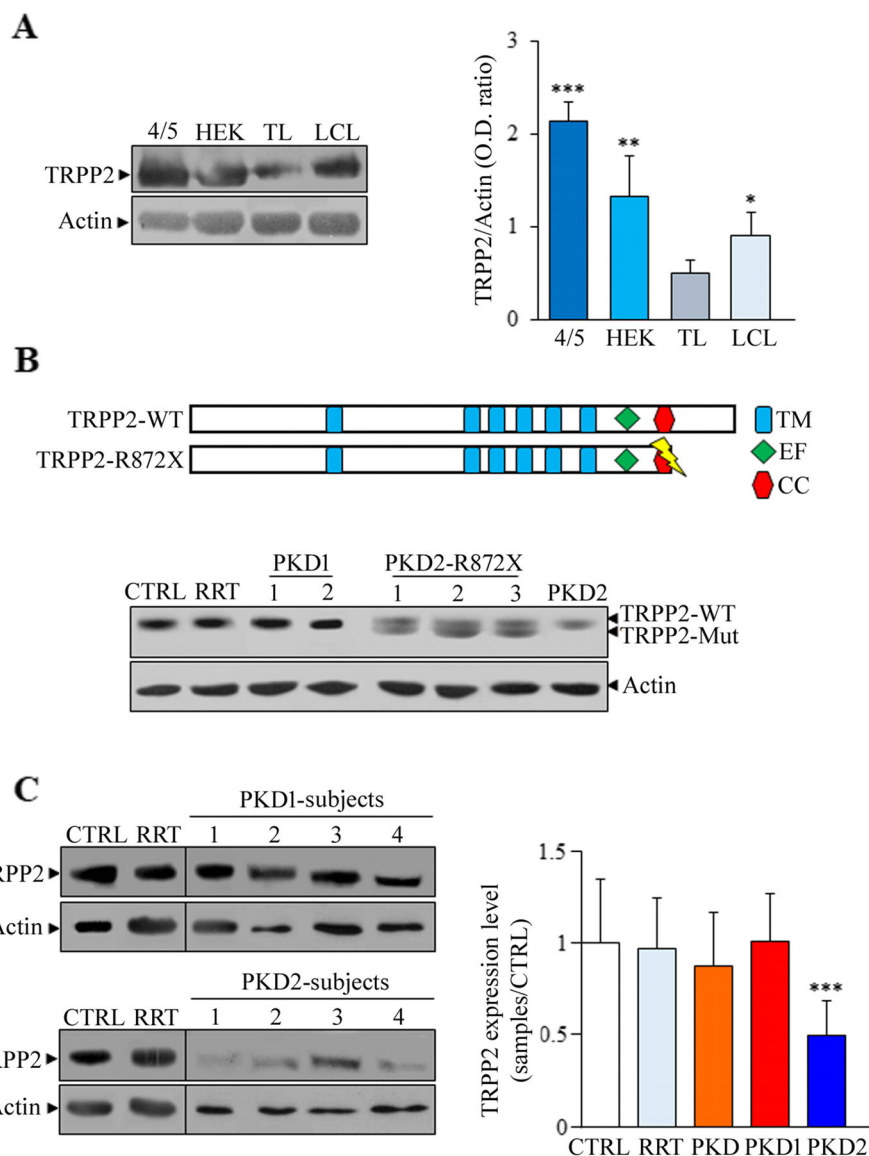 A
4/5 HEK TL LCL
TRPP2
Actin
TRPP2/Actin (O.D. ratio)
3
2
1
0
***
**
*
4/5 HEK TL LCL
B
TRPP2-WT
TRPP2-R872X
TM
EF
CC
PKD1 PKD2-R872X
CTRL RRT 1 2 1 2 3 PKD2
TRPP2-WT
TRPP2-Mut
Actin
C
PKD1-subjects
CTRL RRT 1 2 3 4
RPP2
Actin
PKD2-subjects
CTRL RRT 1 2 3 4
RPP2
Actin
TRPP2 expression level
(samples/CTRL)
1.5
1
0.5
0
***
CTRL RRT PKD PKD1 PKD2